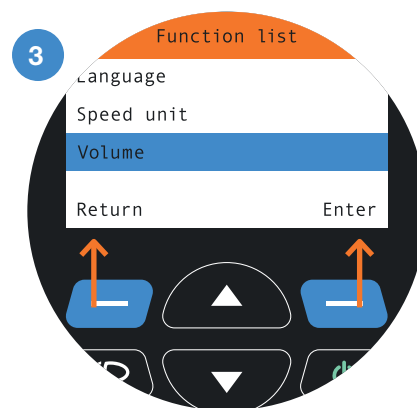 3
Function list
Language
Speed unit
Volume
Return Enter